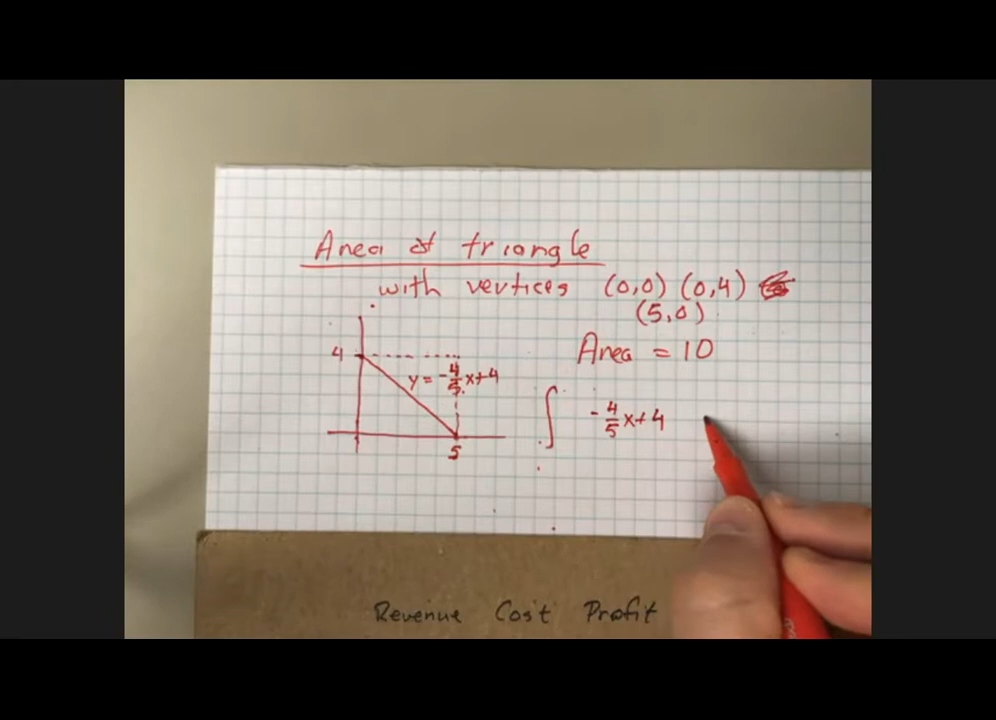 Area of triangle
with vertices (0,0) (0,4)
(5,0)
Area = 10
4
y = -4/5x+4
5
∫ -4/5x+4
Revenue Cost Profit